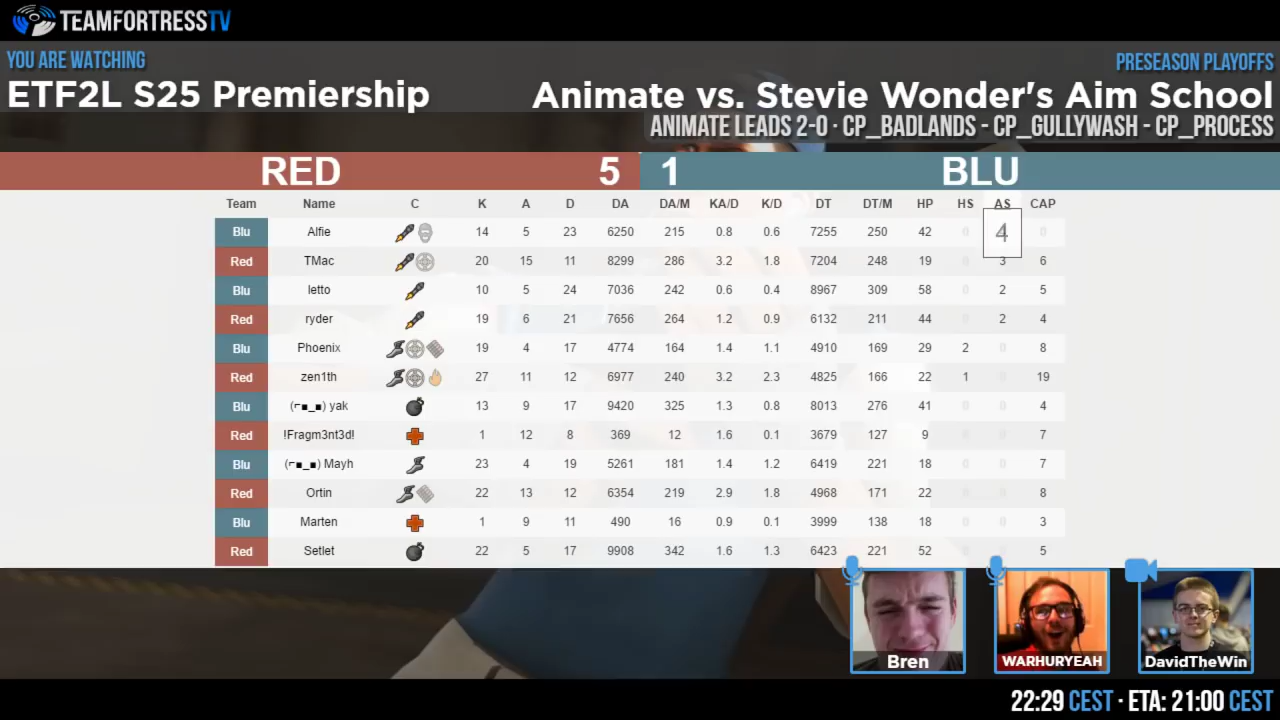 TEAMFORTRESSTV
YOU ARE WATCHING
ETF2L S25 Premiership
PRESEASON PLAYOFFS
Animate vs. Stevie Wonder's Aim School
ANIMATE LEADS 2-0 · CP_BADLANDS - CP_GULLYWASH - CP_PROCESS
RED 5 1 BLU
Team Name C K A D DA DA/M KA/D K/D DT DT/M HP HS AS CAP
Blu Alfie 14 5 23 6250 215 0.8 0.6 7255 250 42 0 4 0
Red TMac 20 15 11 8299 286 3.2 1.8 7204 248 19 0 3 6
Blu letto 10 5 24 7036 242 0.6 0.4 8967 309 58 0 2 5
Red ryder 19 6 21 7656 264 1.2 0.9 6132 211 44 0 2 4
Blu Phoenix 19 4 17 4774 164 1.4 1.1 4910 169 29 2 0 8
Red zen1th 27 11 12 6977 240 3.2 2.3 4825 166 22 1 0 19
Blu (⌐■_■) yak 13 9 17 9420 325 1.3 0.8 8013 276 41 0 0 4
Red !Fragm3nt3d! 1 12 8 369 12 1.6 0.1 3679 127 9 0 0 7
Blu (⌐■_■) Mayh 23 4 19 5261 181 1.4 1.2 6419 221 18 0 0 7
Red Ortin 22 13 12 6354 219 2.9 1.8 4968 171 22 0 0 8
Blu Marten 1 9 11 490 16 0.9 0.1 3999 138 18 0 0 3
Red Setlet 22 5 17 9908 342 1.6 1.3 6423 221 52 0 0 5
Bren
WARHURYEAH
DavidTheWin
22:29 CEST · ETA: 21:00 CEST